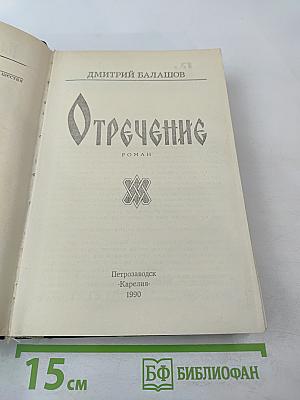 ДМИТРИЙ БАЛАШОВ
Отречение
РОМАН
Петрозаводск
«Карелия»
1990
15 см
БФ БИБЛИОФАН